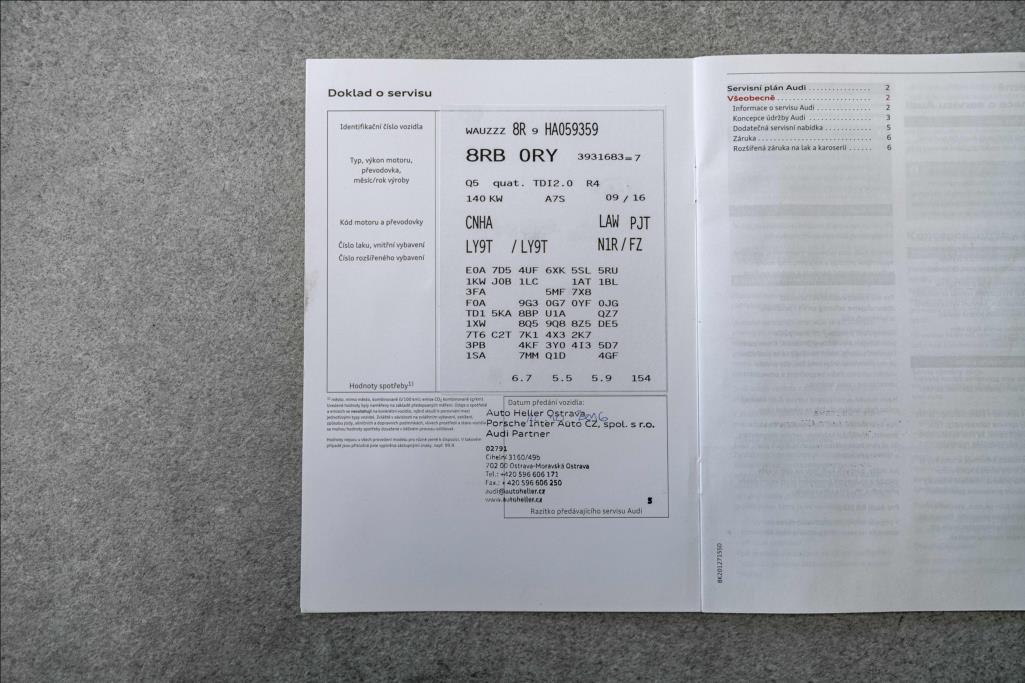 Doklad o servisu
Identifikační číslo vozidla
WAUZZZ 8R 9 HA059359
8RB 0RY 3931683=7
Typ, výkon motoru,
převodovka,
měsíc/rok výroby
Q5 quat. TDI2.0 R4
140 KW A7S 09 / 16
Kód motoru a převodovky
CNHA LAW PJT
Číslo laku, vnitřní vybavení
LY9T / LY9T N1R / FZ
Číslo rozšířeného vybavení
E0A 7D5 4UF 6XK 5SL 5RU
1KW J0B 1LC 1AT 1BL
3FA 5MF 7X8
F0A 9G3 0G7 0YF 0JG
TD1 5KA 8BP U1A QZ7
1XW 8Q5 9Q8 8Z5 DE5
7T6 C2T 7K1 4X3 2K7
3PB 4KF 3Y0 4I3 5D7
1SA 7MM Q1D 4GF
Hodnoty spotřeby1)
6.7 5.5 5.9 154
Datum předání vozidla:
Auto Heller Ostrava
Porsche Inter Auto CZ, spol. s r.o.
Audi Partner
02791
Cihelní 3160/49b
702 00 Ostrava-Moravská Ostrava
Tel.: +420 596 606 171
Fax.: +420 596 606 250
audi@autoheller.cz
www.autoheller.cz
Razítko předávajícího servisu Audi
Servisní plán Audi 2
Všeobecně 2
Informace o servisu Audi 2
Koncepce údržby Audi 3
Dodatečná servisní nabídka 5
Záruka 6
Rozšířená záruka na lak a karoserii 6
8K2012715SD